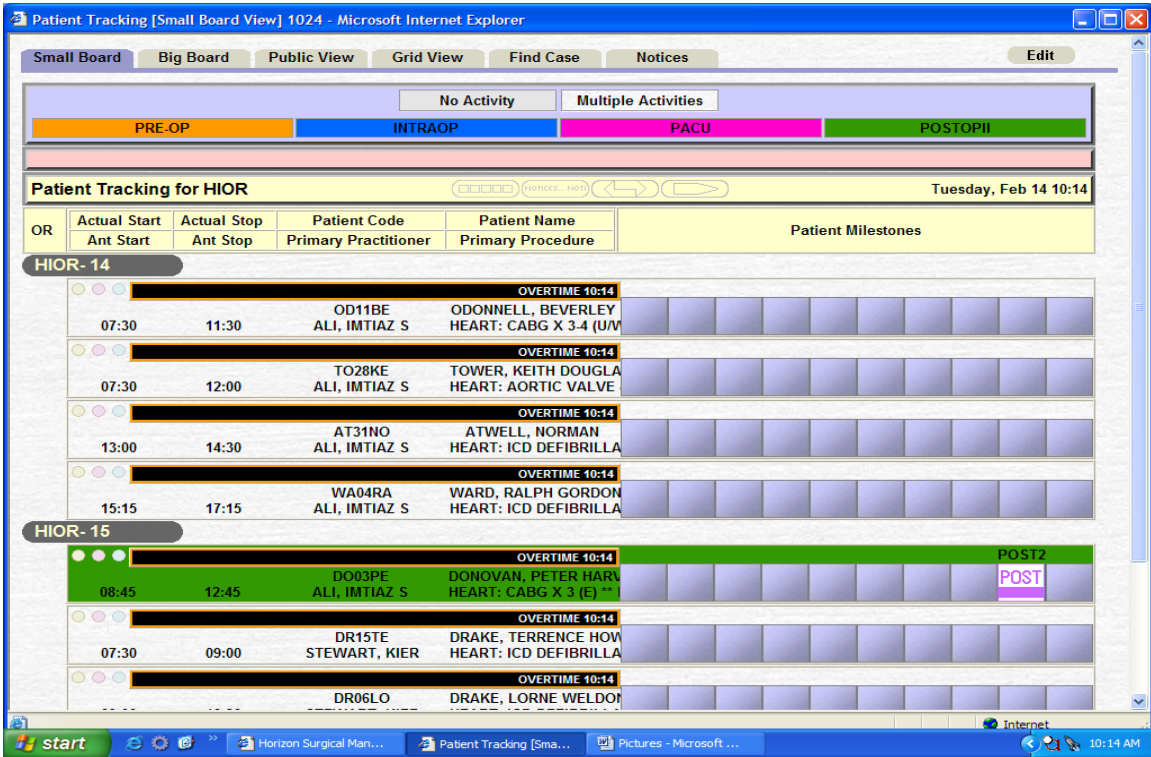 Patient Tracking [Small Board View] 1024 - Microsoft Internet Explorer
Small Board Big Board Public View Grid View Find Case Notices Edit
No Activity Multiple Activities
PRE-OP INTRAOP PACU POSTOPII
Patient Tracking for HIOR NOTICES... NOTI Tuesday, Feb 14 10:14
OR Actual Start Actual Stop Patient Code Patient Name Patient Milestones
Ant Start Ant Stop Primary Practitioner Primary Procedure
HIOR- 14
OVERTIME 10:14
OD11BE ODONNELL, BEVERLEY
07:30 11:30 ALI, IMTIAZ S HEART: CABG X 3-4 (U/W
OVERTIME 10:14
TO28KE TOWER, KEITH DOUGLA
07:30 12:00 ALI, IMTIAZ S HEART: AORTIC VALVE
OVERTIME 10:14
AT31NO ATWELL, NORMAN
13:00 14:30 ALI, IMTIAZ S HEART: ICD DEFIBRILLA
OVERTIME 10:14
WA04RA WARD, RALPH GORDON
15:15 17:15 ALI, IMTIAZ S HEART: ICD DEFIBRILLA
HIOR- 15
OVERTIME 10:14 POST2
DO03PE DONOVAN, PETER HARV POST
08:45 12:45 ALI, IMTIAZ S HEART: CABG X 3 (E) **
OVERTIME 10:14
DR15TE DRAKE, TERRENCE HOW
07:30 09:00 STEWART, KIER HEART: ICD DEFIBRILLA
OVERTIME 10:14
DR06LO DRAKE, LORNE WELDON
Internet
start Horizon Surgical Man... Patient Tracking [Sma... Pictures - Microsoft ... 10:14 AM